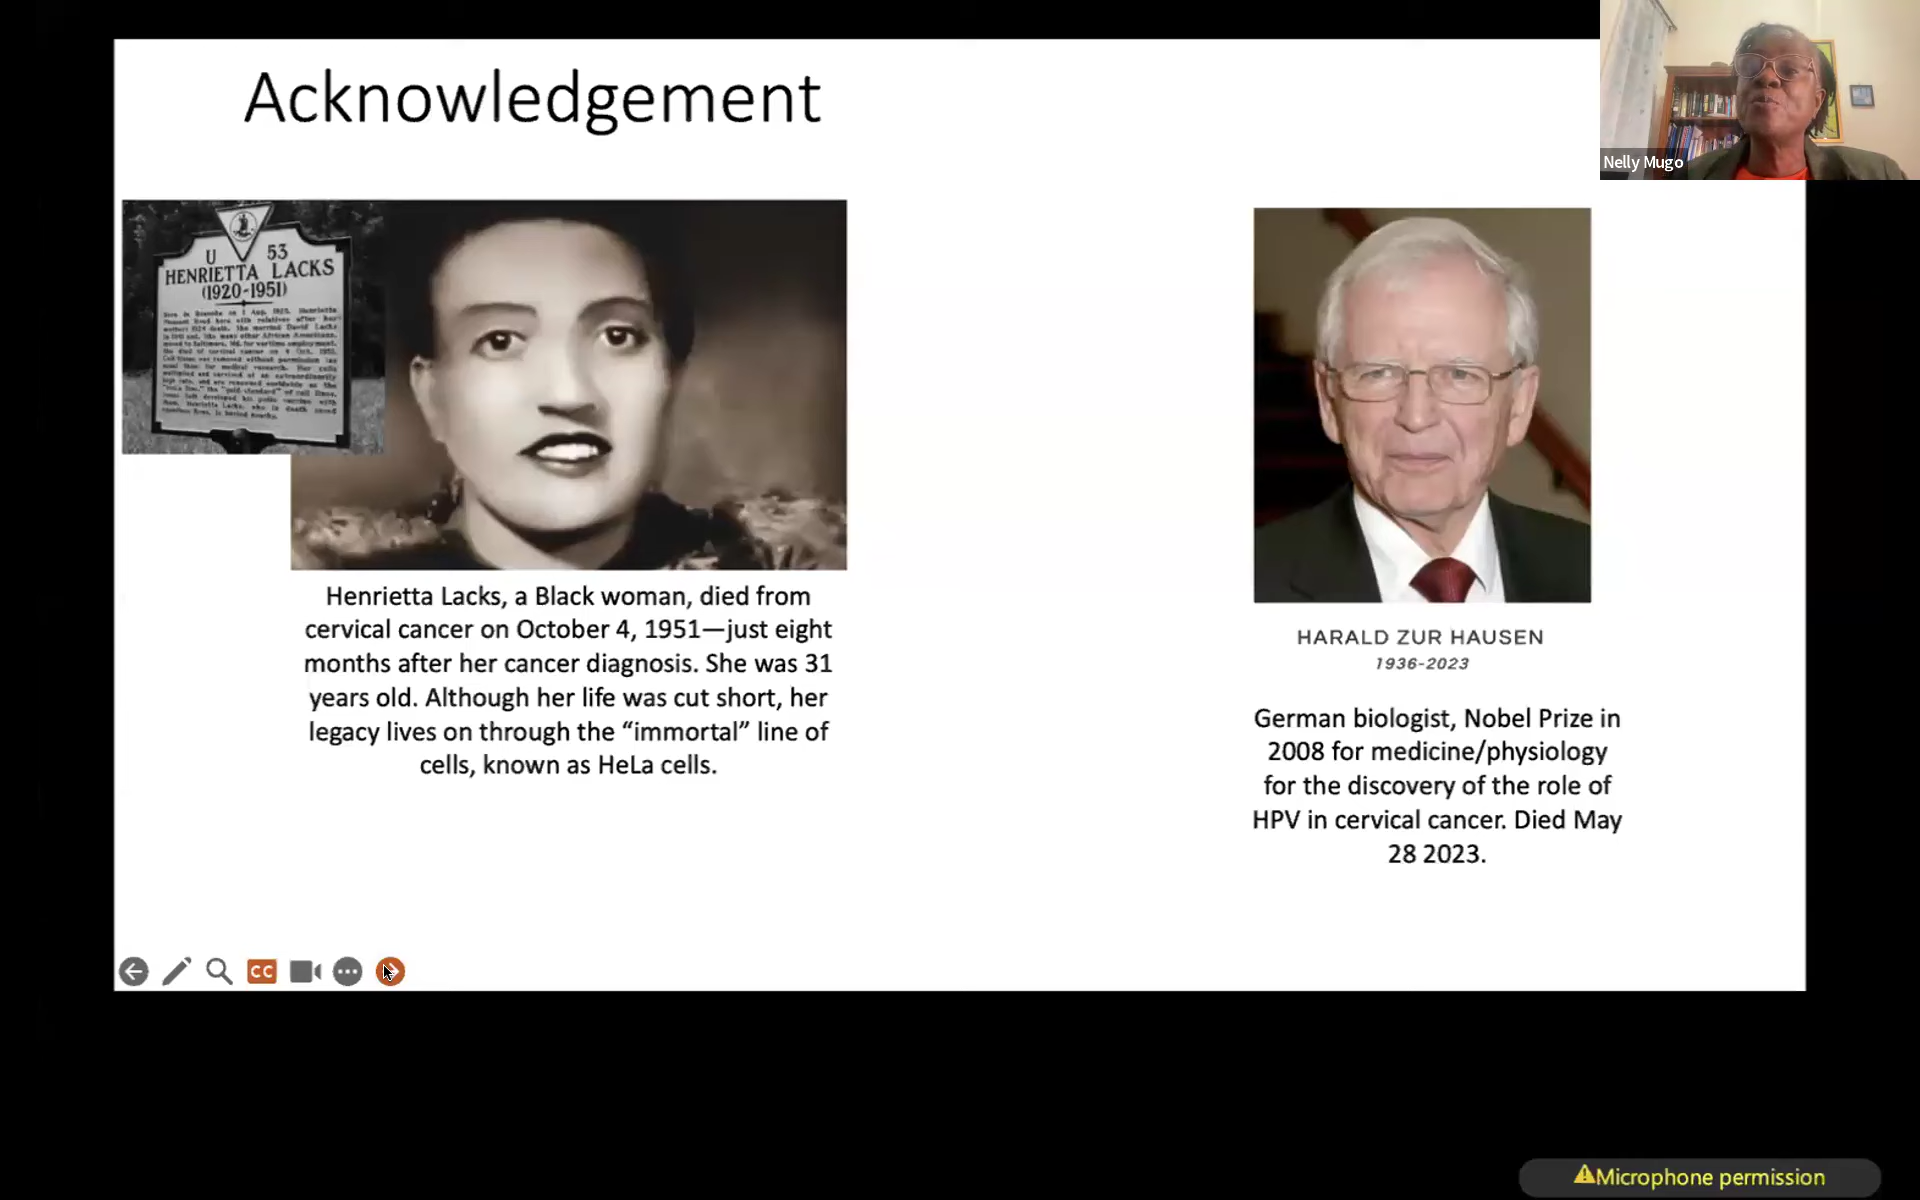 Acknowledgement
Nelly Mugo
U 53
HENRIETTA LACKS
(1920-1951)
Henrietta Lacks, a Black woman, died from
cervical cancer on October 4, 1951—just eight
months after her cancer diagnosis. She was 31
years old. Although her life was cut short, her
legacy lives on through the “immortal” line of
cells, known as HeLa cells.
HARALD ZUR HAUSEN
1936-2023
German biologist, Nobel Prize in
2008 for medicine/physiology
for the discovery of the role of
HPV in cervical cancer. Died May
28 2023.
CC
Microphone permission